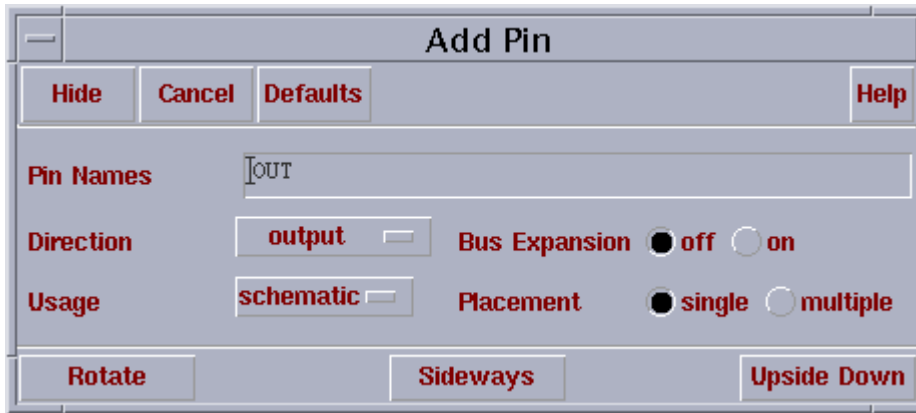 Add Pin
Hide Cancel Defaults Help
Pin Names OUT
Direction output Bus Expansion off on
Usage schematic Placement single multiple
Rotate Sideways Upside Down